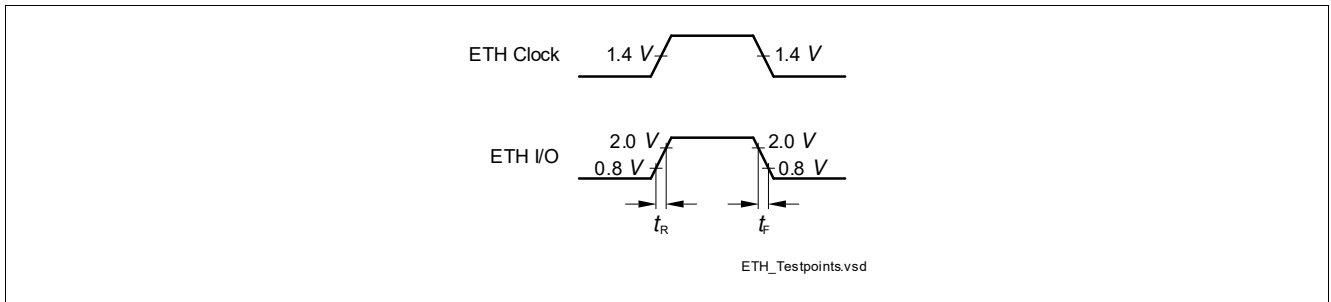 ETH Clock 1.4 V 1.4 V
2.0 V 2.0 V
ETH I/O
0.8 V 0.8 V
tR tF
ETH_Testpoints.vsd